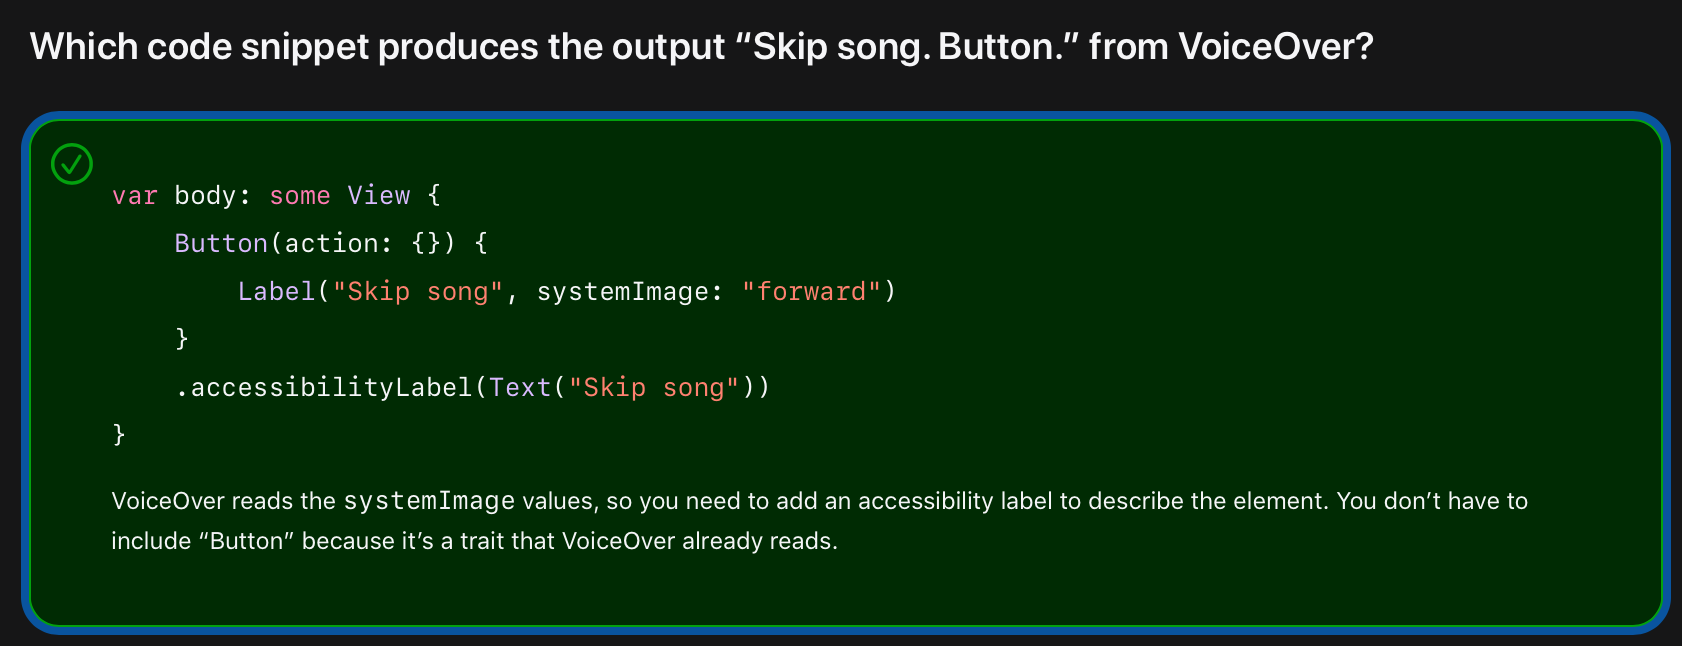 Which code snippet produces the output “Skip song. Button.” from VoiceOver?
var body: some View {
    Button(action: {}) {
        Label("Skip song", systemImage: "forward")
    }
    .accessibilityLabel(Text("Skip song"))
}
VoiceOver reads the systemImage values, so you need to add an accessibility label to describe the element. You don’t have to
include “Button” because it’s a trait that VoiceOver already reads.